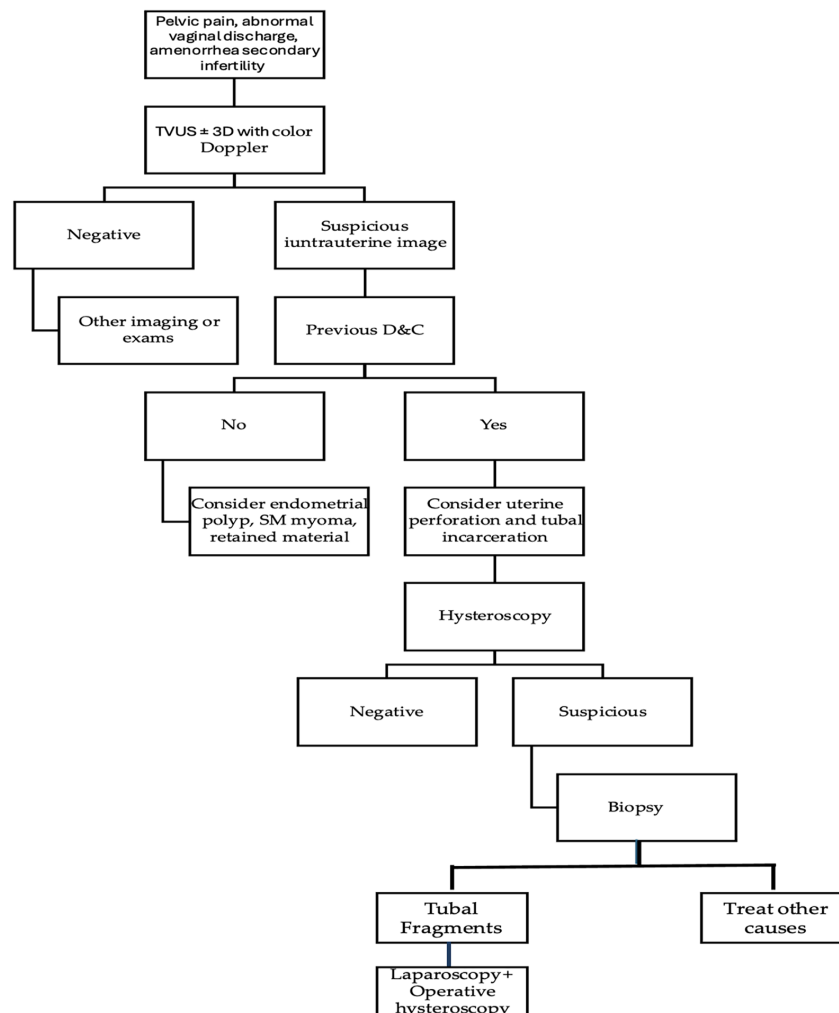 Pelvic pain, abnormal
vaginal discharge,
amenorrhea secondary
infertility
TVUS ± 3D with color
Doppler
Negative
Suspicious
iuntrauterine image
Other imaging or
exams
Previous D&C
No
Yes
Consider endometrial
polyp, SM myoma,
retained material
Consider uterine
perforation and tubal
incarceration
Hysteroscopy
Negative
Suspicious
Biopsy
Tubal
Fragments
Treat other
causes
Laparoscopy+
Operative
hysteroscopy